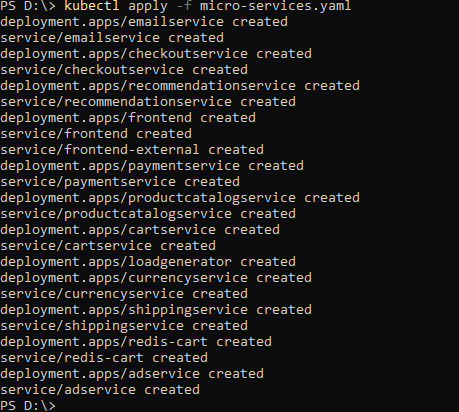 PS D:\> kubectl apply -f micro-services.yaml
deployment.apps/emailservice created
service/emailservice created
deployment.apps/checkoutservice created
service/checkoutservice created
deployment.apps/recommendationservice created
service/recommendationservice created
deployment.apps/frontend created
service/frontend created
service/frontend-external created
deployment.apps/paymentservice created
service/paymentservice created
deployment.apps/productcatalogservice created
service/productcatalogservice created
deployment.apps/cartservice created
service/cartservice created
deployment.apps/loadgenerator created
deployment.apps/currencyservice created
service/currencyservice created
deployment.apps/shippingservice created
service/shippingservice created
deployment.apps/redis-cart created
service/redis-cart created
deployment.apps/adservice created
service/adservice created
PS D:\>